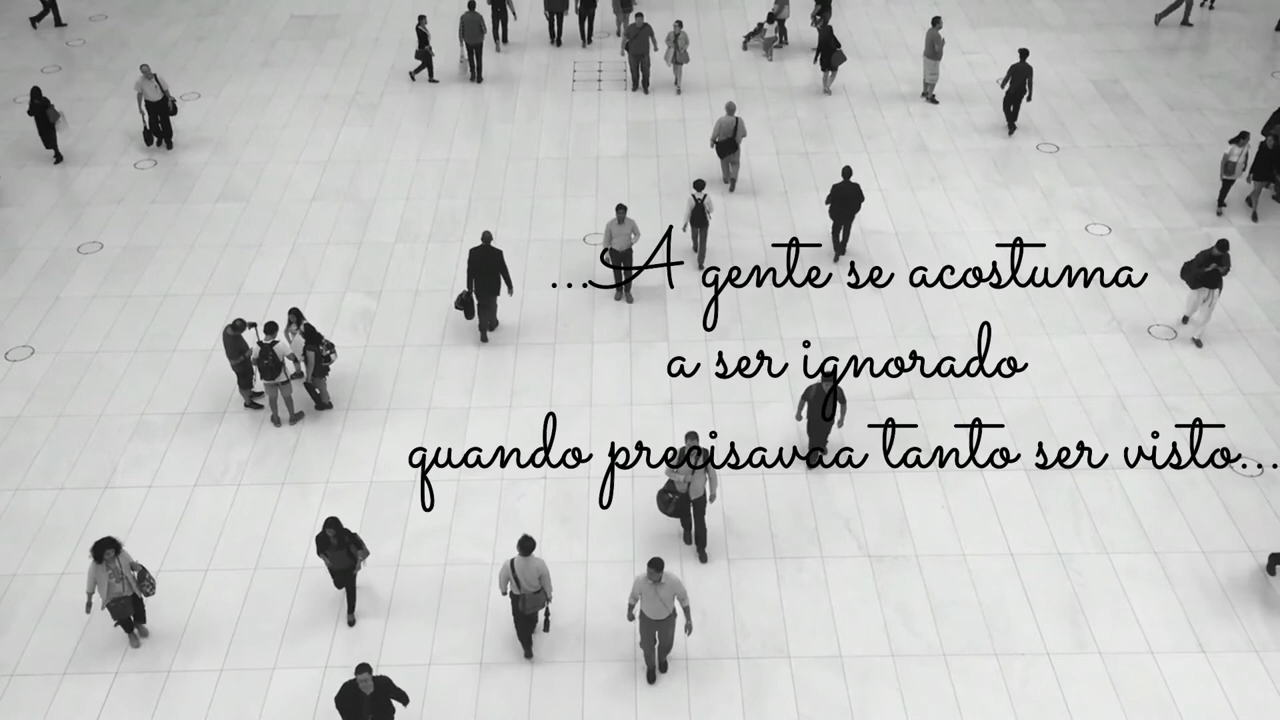 ...A gente se acostuma
a ser ignorado
quando precisavaa tanto ser visto...